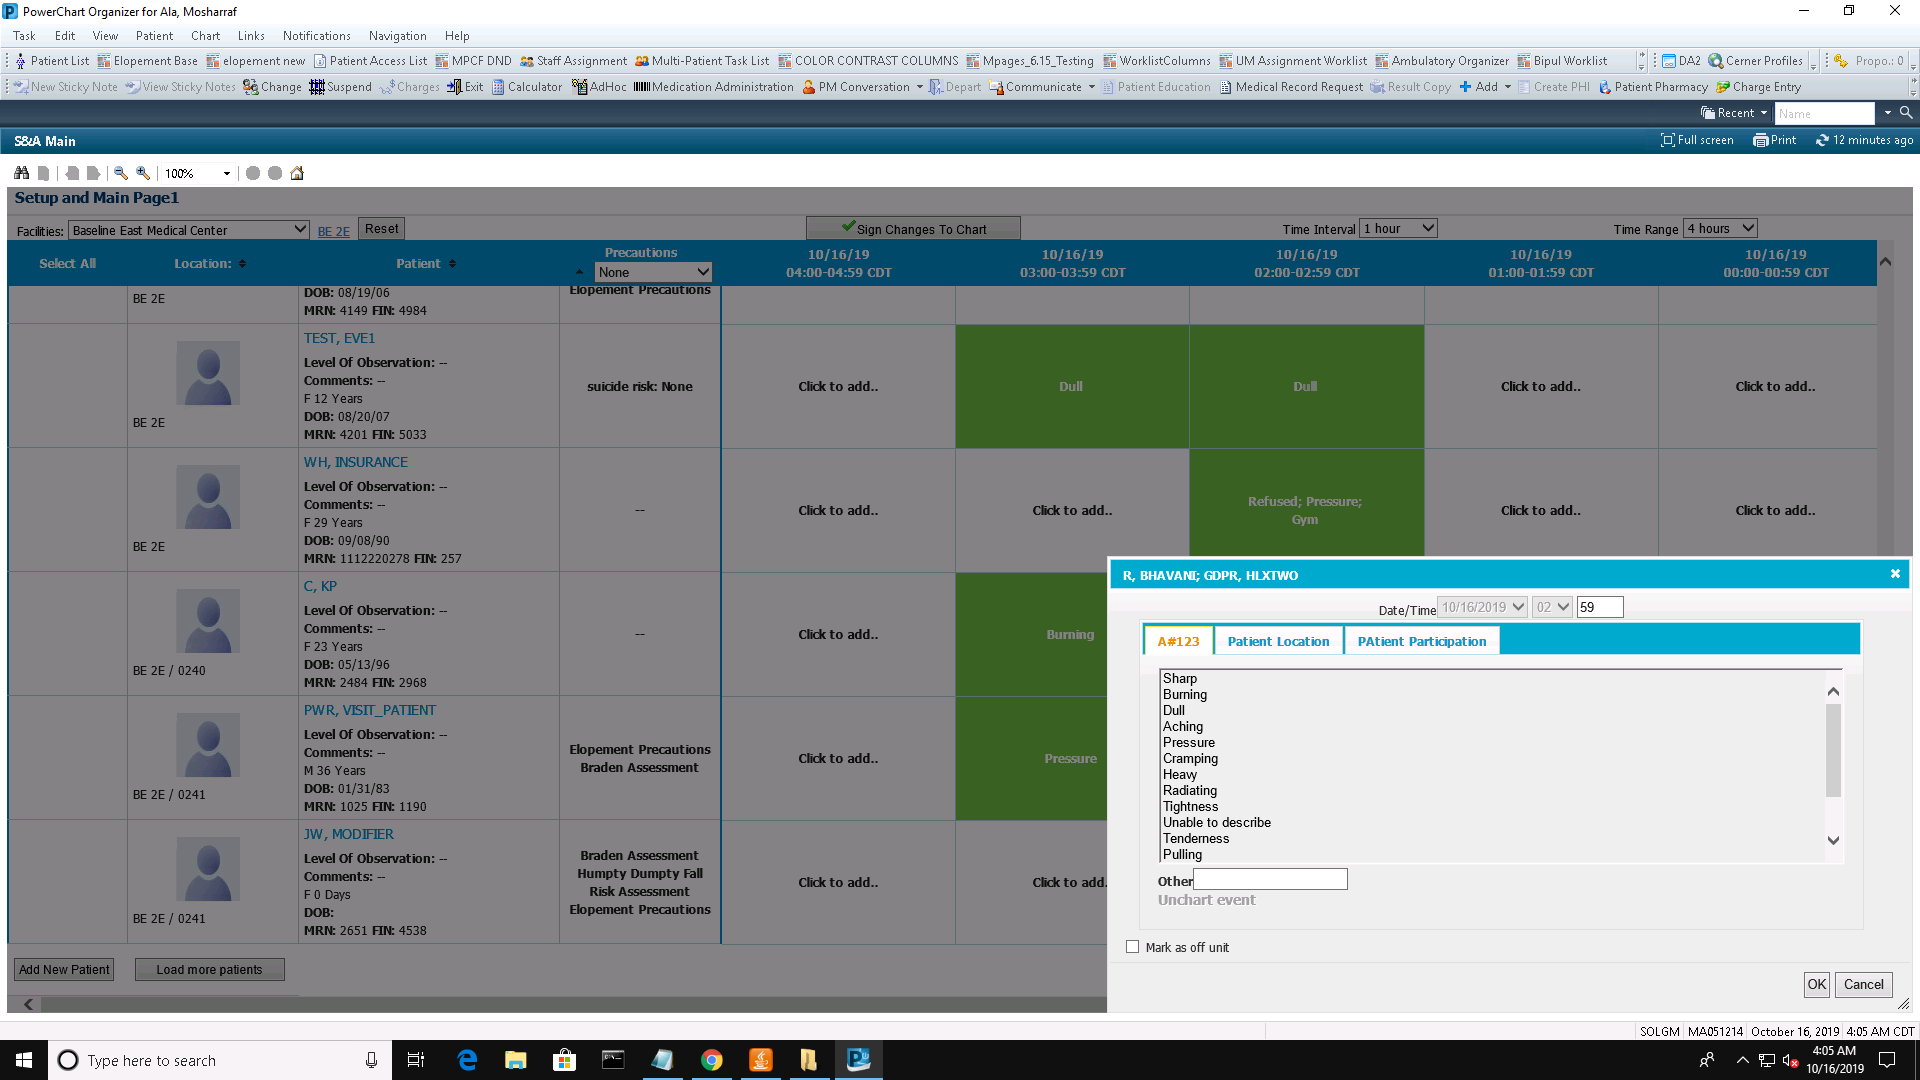 PowerChart Organizer for Ala, Mosharraf
Task Edit View Patient Chart Links Notifications Navigation Help
Patient List Elopement Base elopement new Patient Access List MPCF DND Staff Assignment Multi-Patient Task List COLOR CONTRAST COLUMNS Mpages_6.15_Testing WorklistColumns UM Assignment Worklist Ambulatory Organizer Bipul Worklist DA2 Cerner Profiles Propo.: 0
New Sticky Note View Sticky Notes Change Suspend Charges Exit Calculator AdHoc Medication Administration PM Conversation Depart Communicate Patient Education Medical Record Request Result Copy Add Create PHI Patient Pharmacy Charge Entry
Recent Name
S&A Main Full screen Print 12 minutes ago
100%
Setup and Main Page1
Facilities: Baseline East Medical Center BE 2E Reset Sign Changes To Chart Time Interval 1 hour Time Range 4 hours
Select All Location: Patient Precautions None
10/16/19 04:00-04:59 CDT
10/16/19 03:00-03:59 CDT
10/16/19 02:00-02:59 CDT
10/16/19 01:00-01:59 CDT
10/16/19 00:00-00:59 CDT
BE 2E
DOB: 08/19/06
MRN: 4149 FIN: 4984
Elopement Precautions
TEST, EVE1
Level Of Observation: --
Comments: --
F 12 Years
DOB: 08/20/07
MRN: 4201 FIN: 5033
BE 2E
suicide risk: None
Click to add.. Dull Dull Click to add.. Click to add..
WH, INSURANCE
Level Of Observation: --
Comments: --
F 29 Years
DOB: 09/08/90
MRN: 1112220278 FIN: 257
BE 2E
--
Click to add.. Click to add.. Refused; Pressure; Click to add.. Click to add..
Gym
C, KP
Level Of Observation: --
Comments: --
F 23 Years
DOB: 05/13/96
MRN: 2484 FIN: 2968
BE 2E / 0240
--
Click to add.. Burning
PWR, VISIT_PATIENT
Level Of Observation: --
Comments: --
M 36 Years
DOB: 01/31/83
MRN: 1025 FIN: 1190
BE 2E / 0241
Elopement Precautions
Braden Assessment
Click to add.. Pressure
JW, MODIFIER
Level Of Observation: --
Comments: --
F 0 Days
DOB:
MRN: 2651 FIN: 4538
BE 2E / 0241
Braden Assessment
Humpty Dumpty Fall
Risk Assessment
Elopement Precautions
Click to add.. Click to add.
Add New Patient Load more patients
R, BHAVANI; GDPR, HLXTWO
Date/Time 10/16/2019 02 59
A#123 Patient Location PAtient Participation
Sharp
Burning
Dull
Aching
Pressure
Cramping
Heavy
Radiating
Tightness
Unable to describe
Tenderness
Pulling
Other
Unchart event
Mark as off unit
OK Cancel
SOLGM MA051214 October 16, 2019 4:05 AM CDT
Type here to search
4:05 AM
10/16/2019